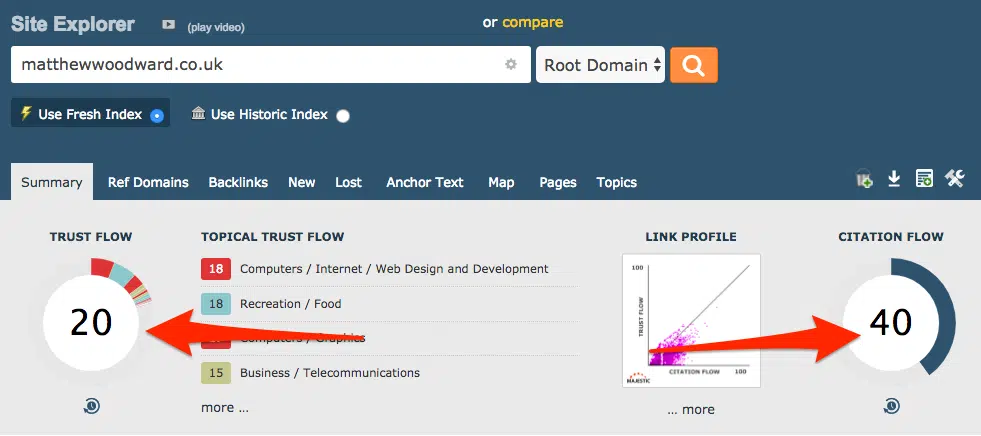 Site Explorer (play video) or compare
matthewwoodward.co.uk Root Domain
Use Fresh Index Use Historic Index
Summary Ref Domains Backlinks New Lost Anchor Text Map Pages Topics
TRUST FLOW
20
TOPICAL TRUST FLOW
18 Computers / Internet / Web Design and Development
18 Recreation / Food
Computers / Graphics
15 Business / Telecommunications
more ...
LINK PROFILE
100
TRUST FLOW
CITATION FLOW 100
MAJESTIC
... more
CITATION FLOW
40